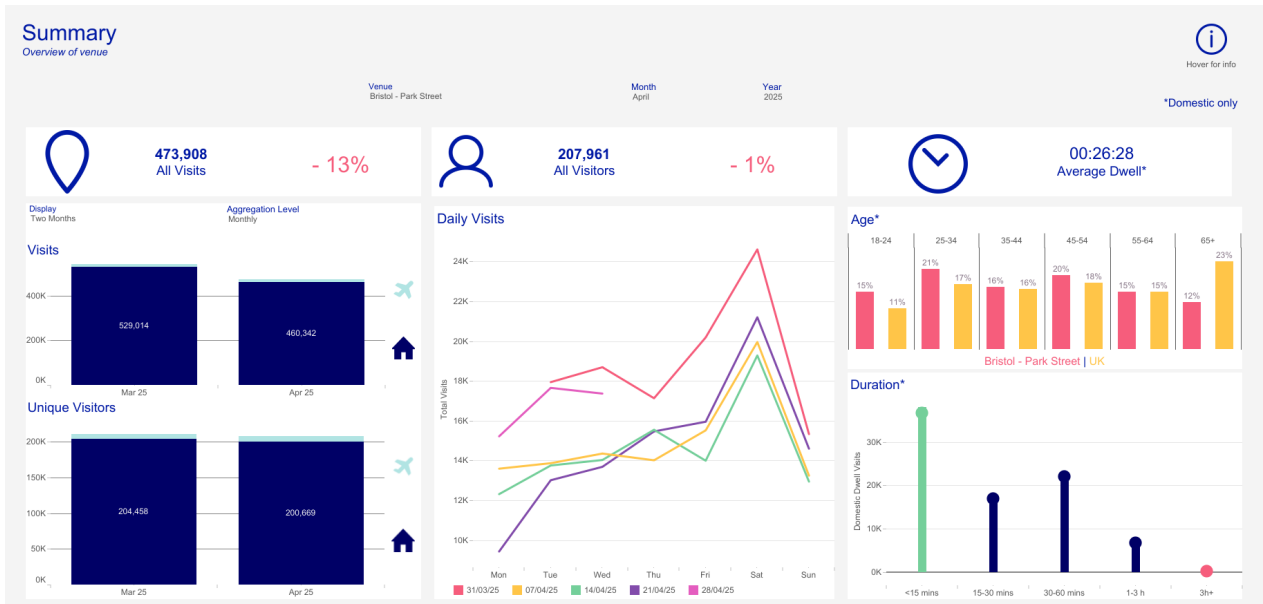 Summary
Overview of venue
Hover for info
Venue
Bristol - Park Street
Month
April
Year
2025
*Domestic only
473,908
All Visits
- 13%
207,961
All Visitors
- 1%
00:26:28
Average Dwell*
Display
Two Months
Aggregation Level
Monthly
Visits
400K
200K
0K
529,014
460,342
Mar 25
Apr 25
Unique Visitors
200K
150K
100K
50K
0K
204,458
200,669
Mar 25
Apr 25
Daily Visits
Total Visits
24K
22K
20K
18K
16K
14K
12K
10K
Mon Tue Wed Thu Fri Sat Sun
31/03/25 07/04/25 14/04/25 21/04/25 28/04/25
Age*
18-24 25-34 35-44 45-54 55-64 65+
15% 11% 21% 17% 16% 16% 20% 18% 15% 15% 12% 23%
Bristol - Park Street | UK
Duration*
Domestic Dwell Visits
30K
20K
10K
0K
<15 mins 15-30 mins 30-60 mins 1-3 h 3h+